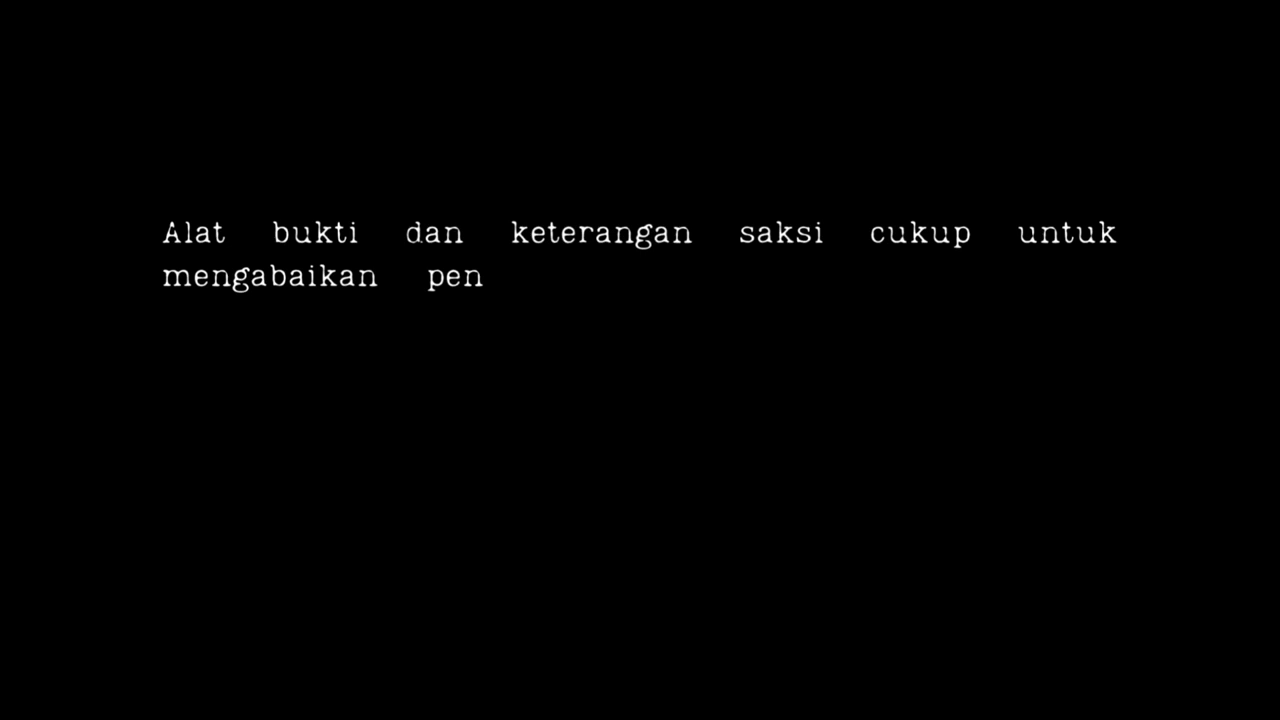 Alat bukti dan keterangan saksi cukup untuk
mengabaikan pen